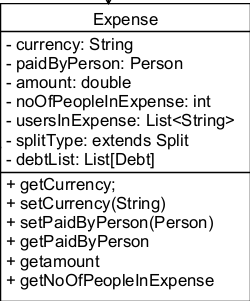 Expense
- currency: String
- paidByPerson: Person
- amount: double
- noOfPeopleInExpense: int
- usersInExpense: List<String>
- splitType: extends Split
- debtList: List[Debt]
+ getCurrency;
+ setCurrency(String)
+ setPaidByPerson(Person)
+ getPaidByPerson
+ getamount
+ getNoOfPeopleInExpense